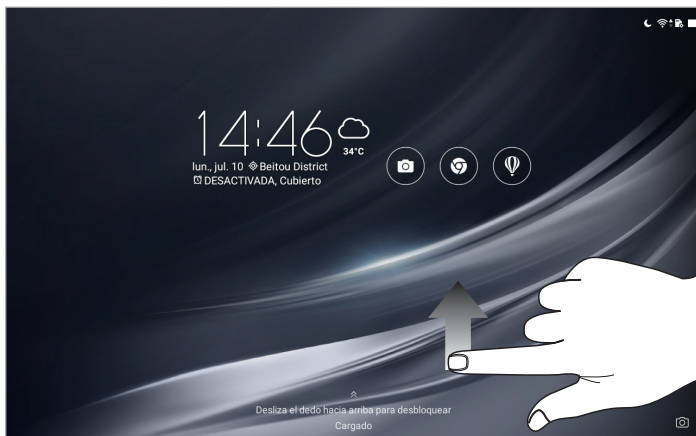 14:46
34°C
lun., jul. 10 Beitou District
DESACTIVADA, Cubierto
Desliza el dedo hacia arriba para desbloquear
Cargado